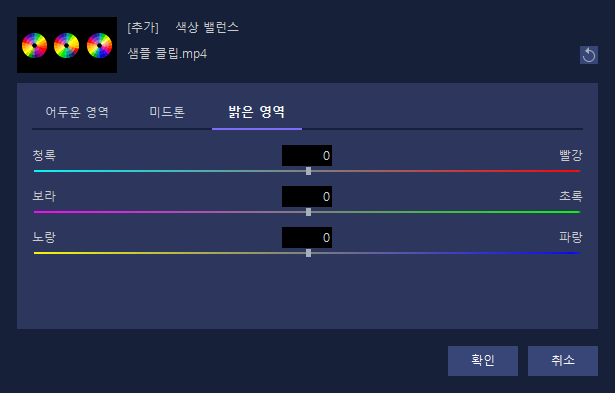 [추가] 색상 밸런스
샘플 클립.mp4
어두운 영역 미드톤 밝은 영역
청록 0 빨강
보라 0 초록
노랑 0 파랑
확인 취소